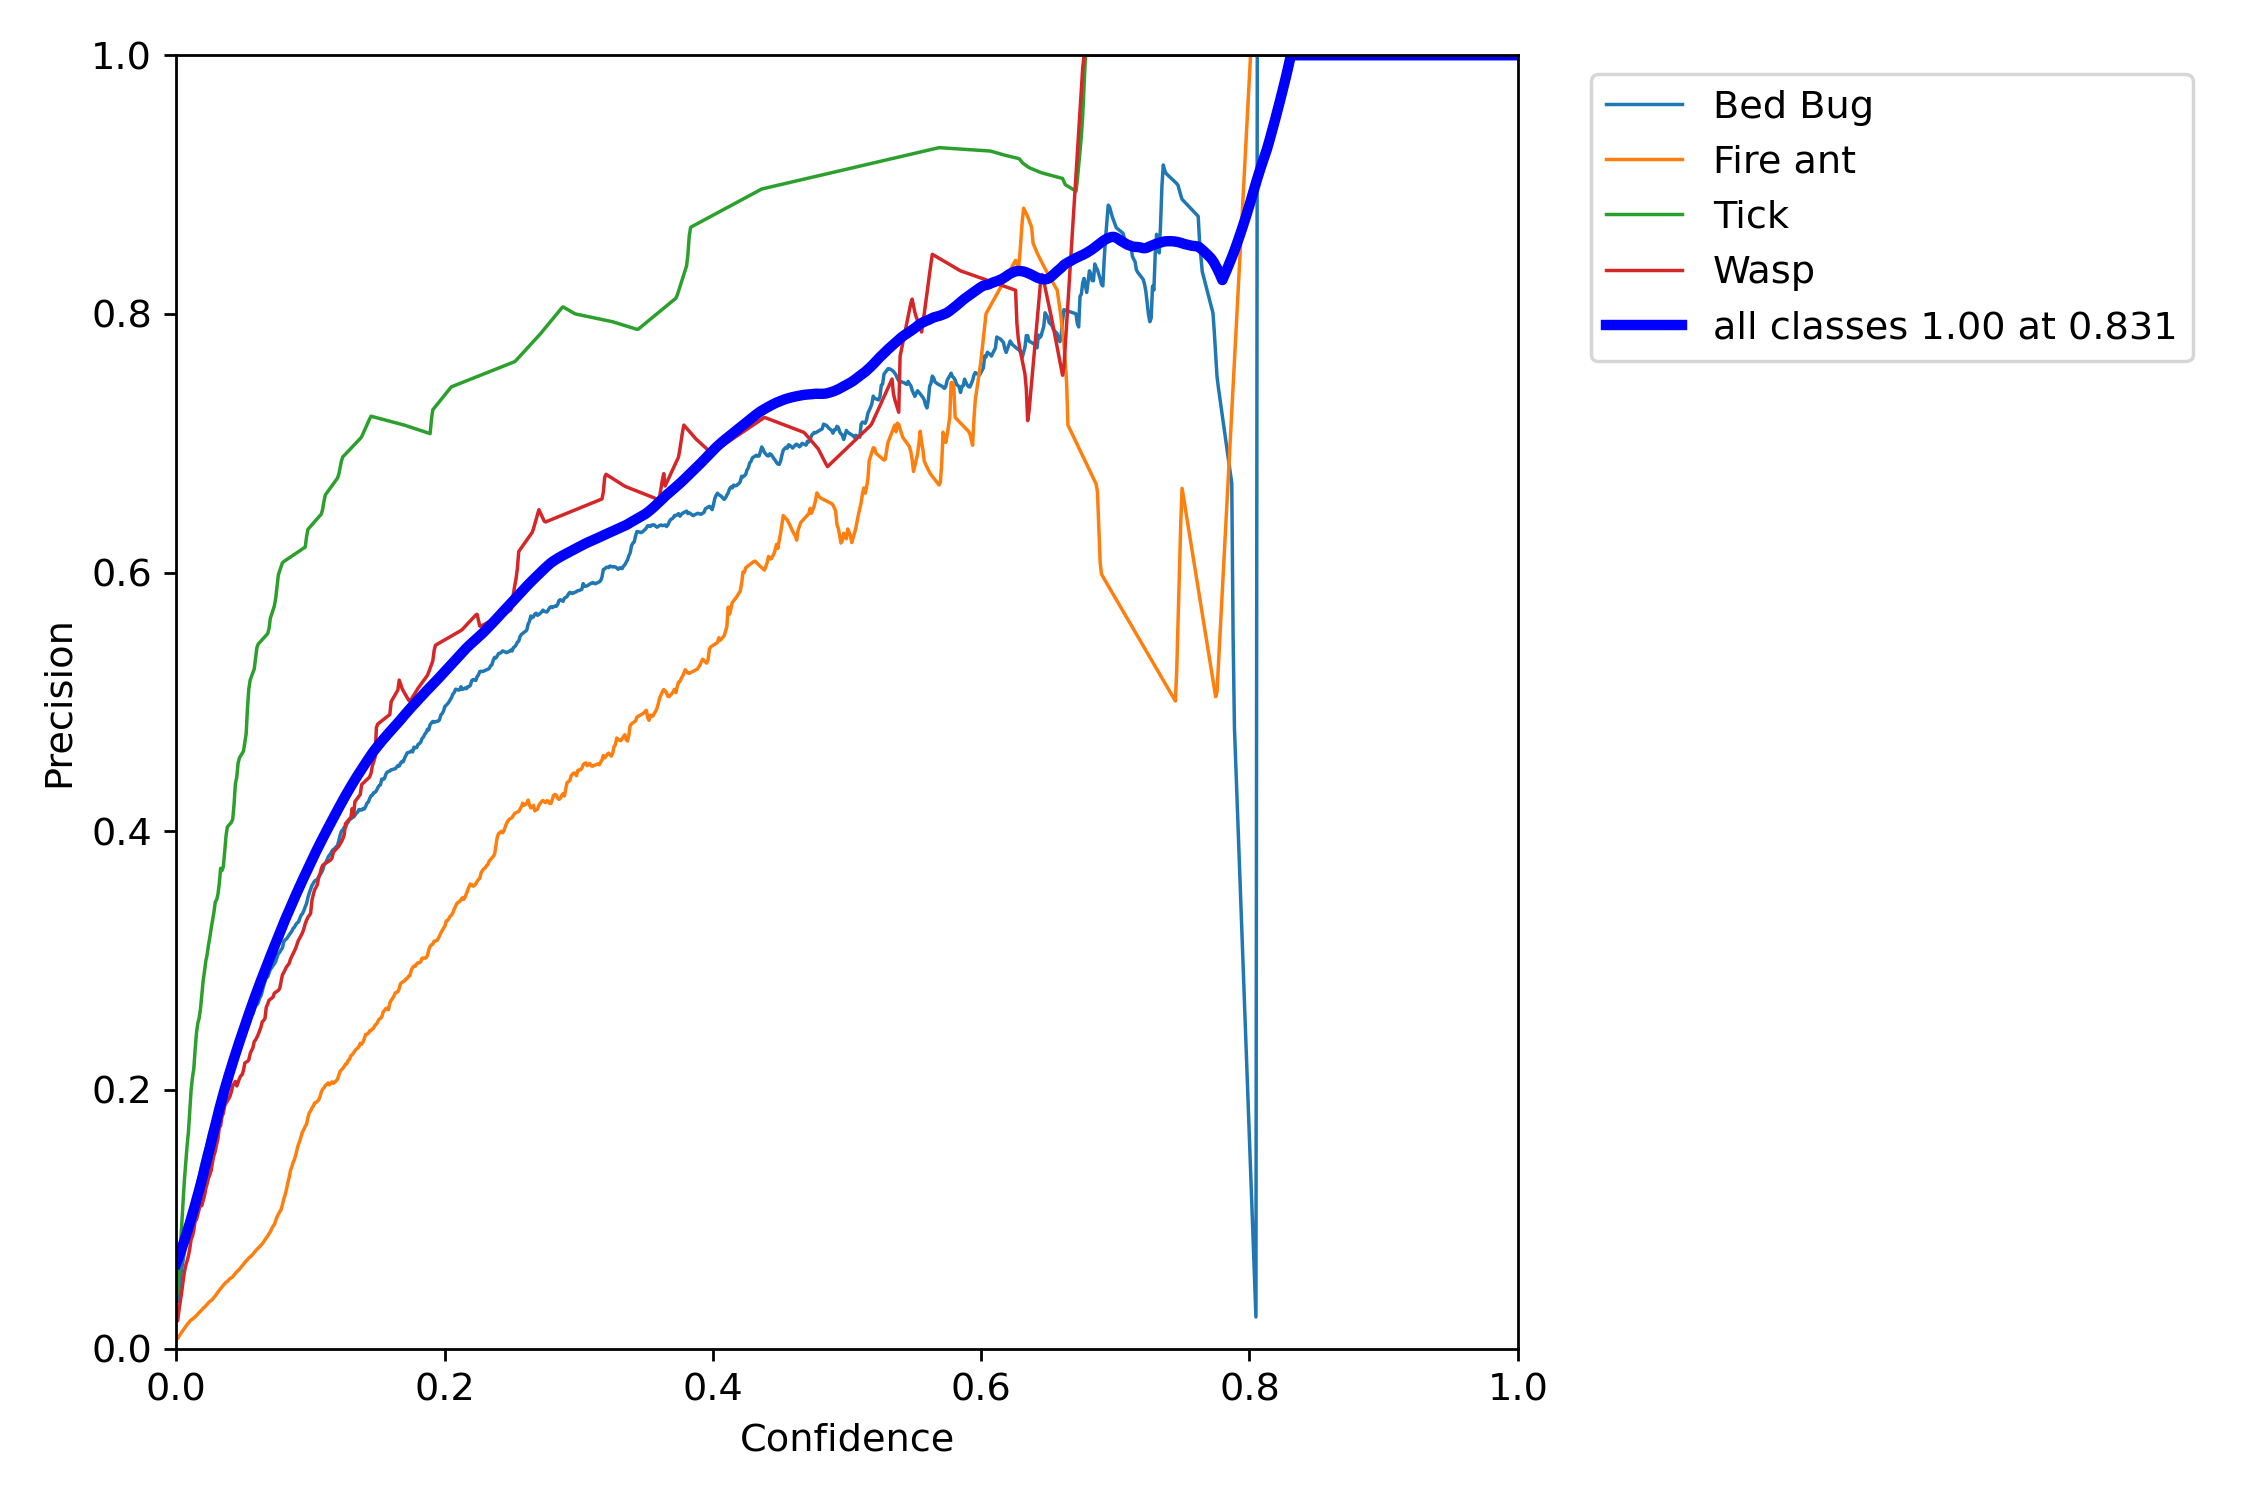 1.0
0.8
0.6
0.4
0.2
0.0
Precision
0.0 0.2 0.4 0.6 0.8 1.0
Confidence
Bed Bug
Fire ant
Tick
Wasp
all classes 1.00 at 0.831